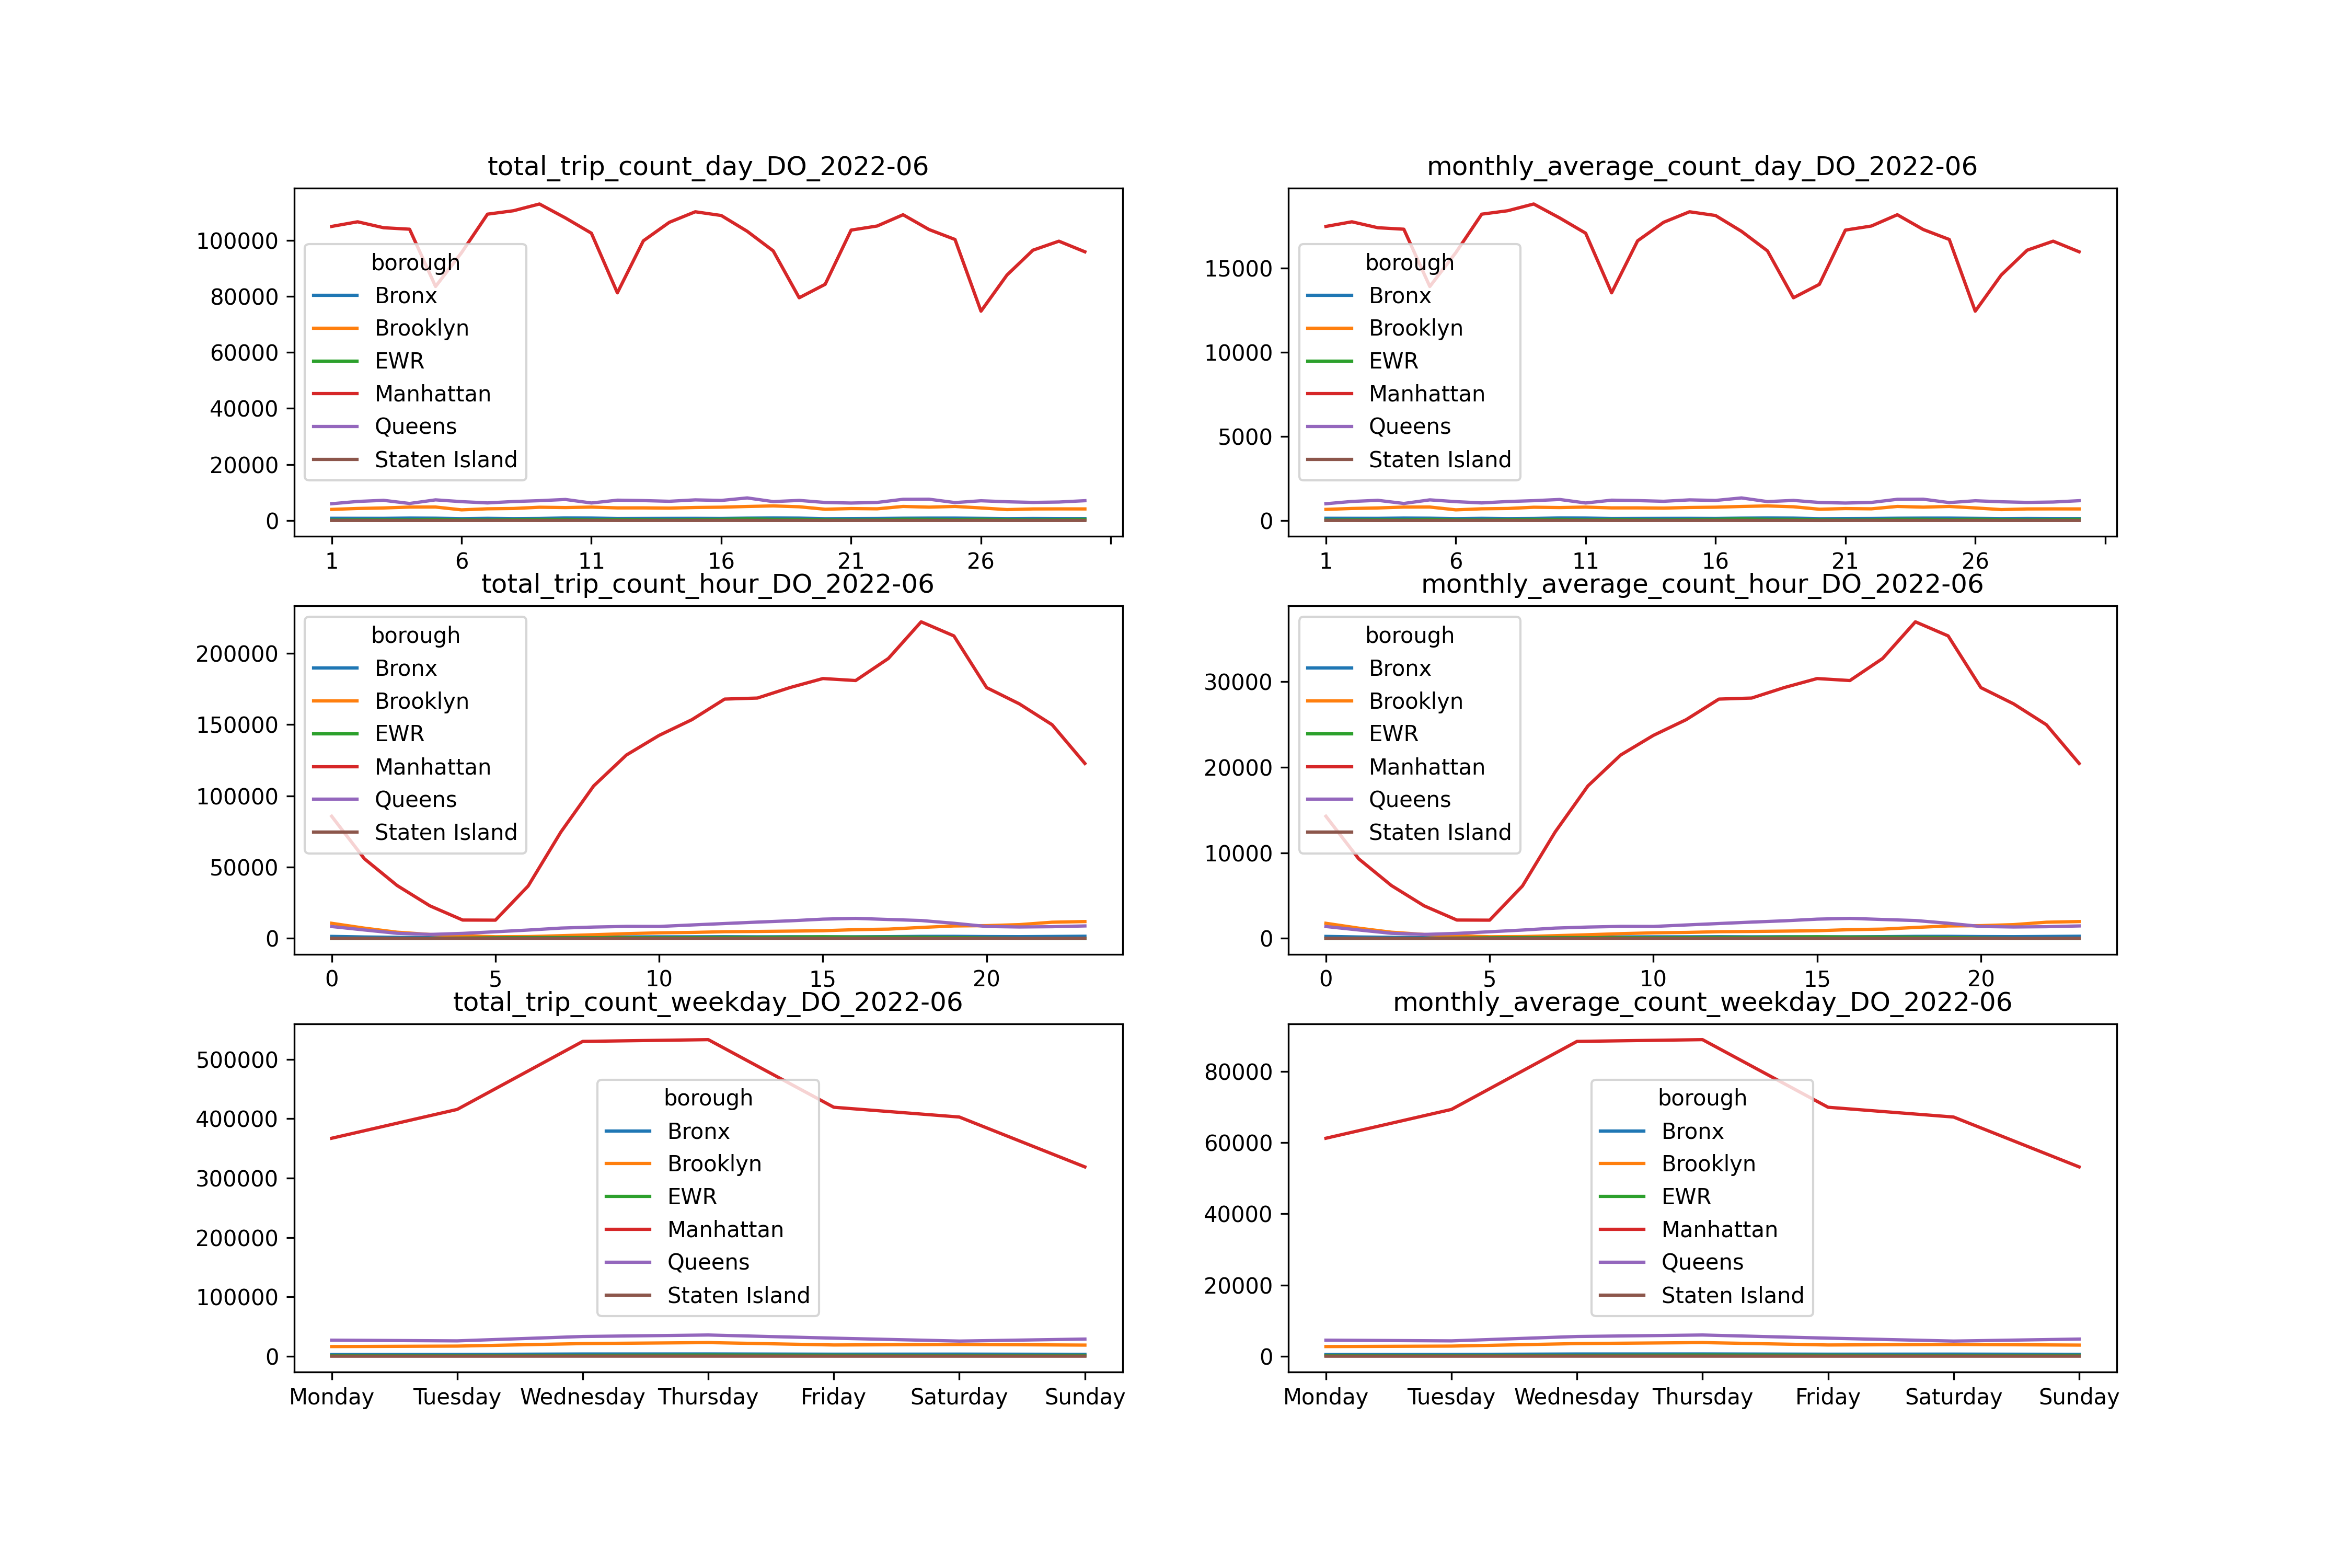 total_trip_count_day_DO_2022-06
100000
80000
60000
40000
20000
0
borough
Bronx
Brooklyn
EWR
Manhattan
Queens
Staten Island
1 6 11 16 21 26
monthly_average_count_day_DO_2022-06
15000
10000
5000
0
borough
Bronx
Brooklyn
EWR
Manhattan
Queens
Staten Island
1 6 11 16 21 26
total_trip_count_hour_DO_2022-06
200000
150000
100000
50000
0
borough
Bronx
Brooklyn
EWR
Manhattan
Queens
Staten Island
0 5 10 15 20
monthly_average_count_hour_DO_2022-06
30000
20000
10000
0
borough
Bronx
Brooklyn
EWR
Manhattan
Queens
Staten Island
0 5 10 15 20
total_trip_count_weekday_DO_2022-06
500000
400000
300000
200000
100000
0
borough
Bronx
Brooklyn
EWR
Manhattan
Queens
Staten Island
Monday Tuesday Wednesday Thursday Friday Saturday Sunday
monthly_average_count_weekday_DO_2022-06
80000
60000
40000
20000
0
borough
Bronx
Brooklyn
EWR
Manhattan
Queens
Staten Island
Monday Tuesday Wednesday Thursday Friday Saturday Sunday